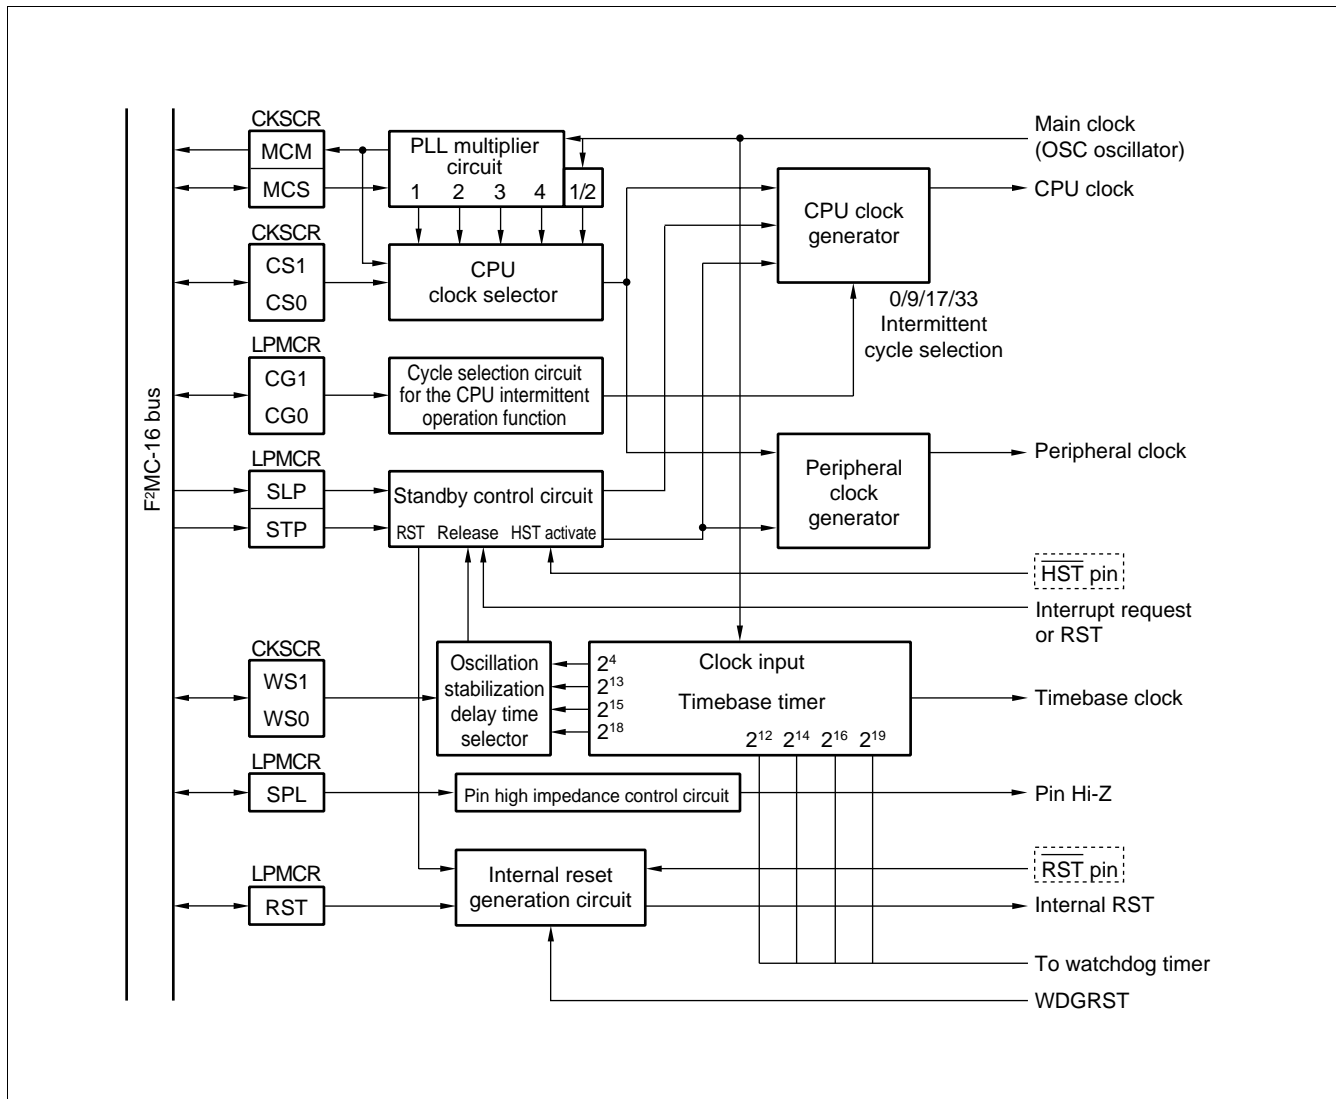 F²MC-16 bus
CKSCR
MCM
MCS
PLL multiplier
circuit
1 2 3 4 1/2
Main clock
(OSC oscillator)
CPU clock
generator
CPU clock
CKSCR
CS1
CS0
CPU
clock selector
0/9/17/33
Intermittent
cycle selection
LPMCR
CG1
CG0
Cycle selection circuit
for the CPU intermittent
operation function
LPMCR
SLP
STP
Standby control circuit
RST Release HST activate
Peripheral
clock
generator
Peripheral clock
HST pin
Interrupt request
or RST
CKSCR
WS1
WS0
Oscillation
stabilization
delay time
selector
2⁴
2¹³
2¹⁵
2¹⁸
Clock input
Timebase timer
2¹² 2¹⁴ 2¹⁶ 2¹⁹
Timebase clock
LPMCR
SPL
Pin high impedance control circuit
Pin Hi-Z
LPMCR
RST
Internal reset
generation circuit
RST pin
Internal RST
To watchdog timer
WDGRST